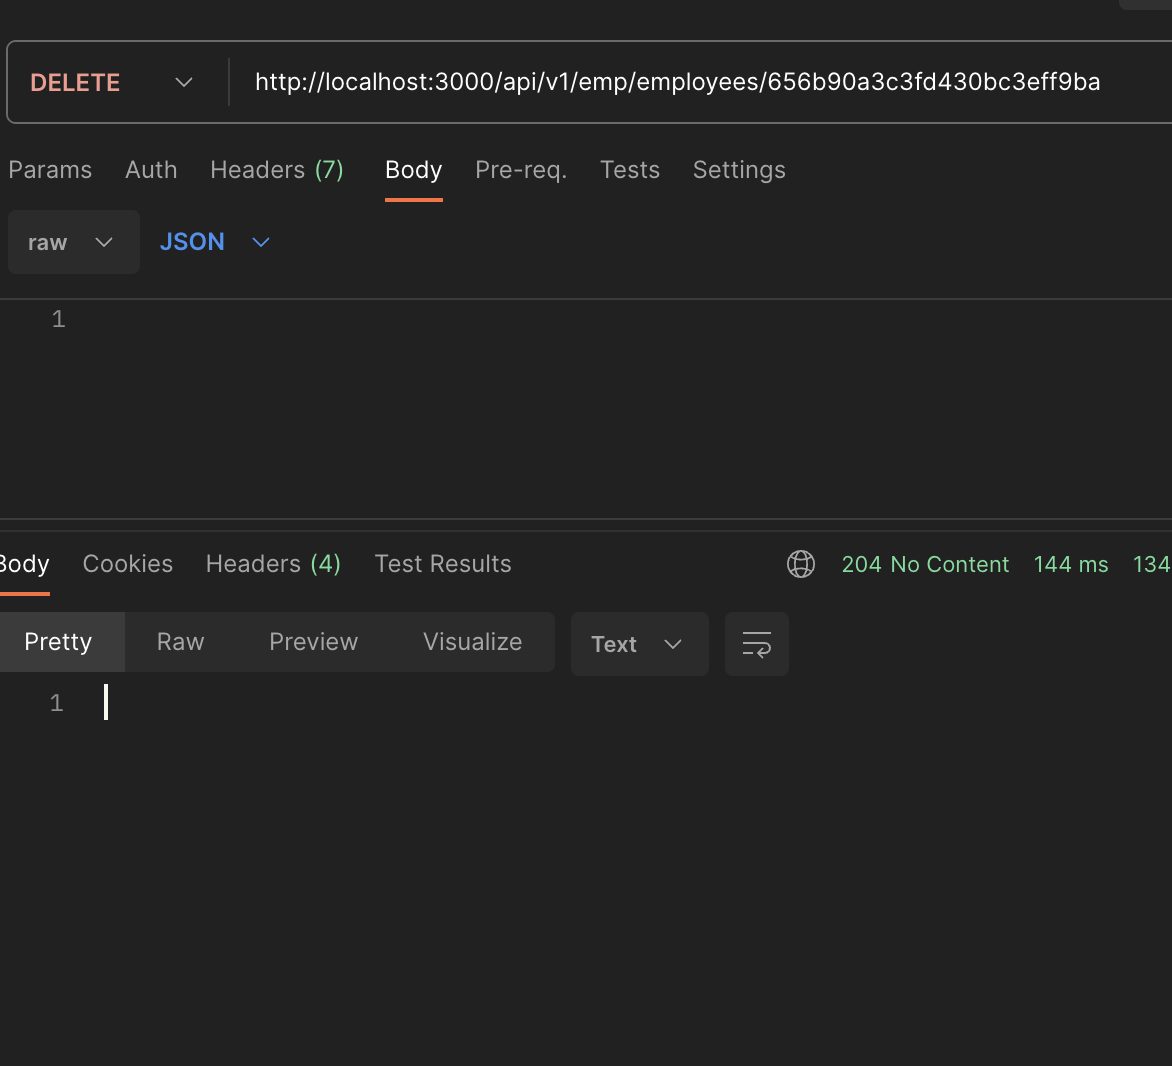 DELETE http://localhost:3000/api/v1/emp/employees/656b90a3c3fd430bc3eff9ba
Params Auth Headers (7) Body Pre-req. Tests Settings
raw JSON
1
Body Cookies Headers (4) Test Results 204 No Content 144 ms 134
Pretty Raw Preview Visualize Text
1